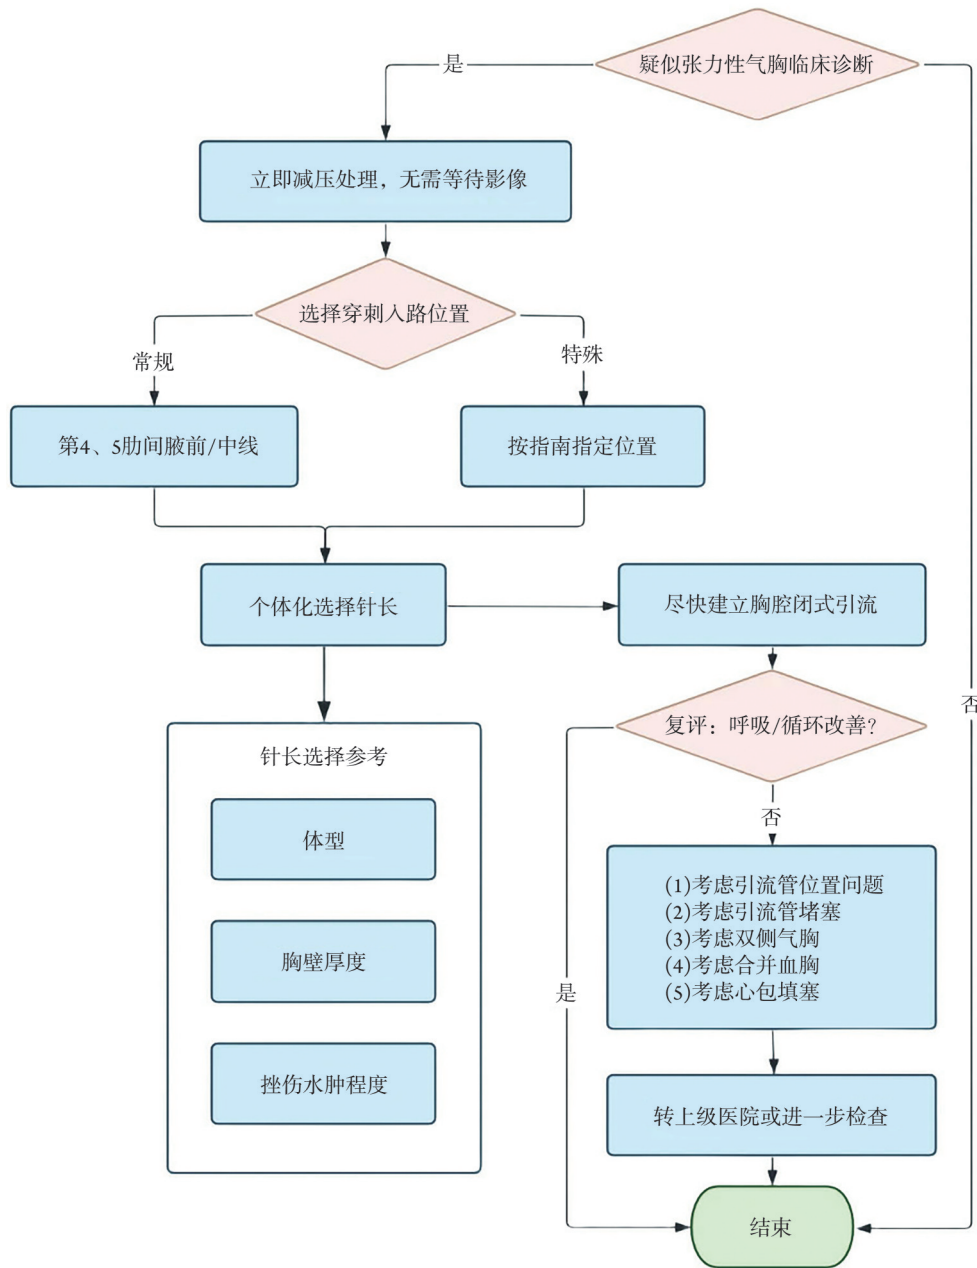 疑似张力性气胸临床诊断
是
立即减压处理，无需等待影像
选择穿刺入路位置
常规
特殊
第4、5肋间腋前/中线
按指南指定位置
个体化选择针长
尽快建立胸腔闭式引流
针长选择参考
体型
胸壁厚度
挫伤水肿程度
复评：呼吸/循环改善?
否
否
(1)考虑引流管位置问题
(2)考虑引流管堵塞
(3)考虑双侧气胸
(4)考虑合并血胸
(5)考虑心包填塞
是
转上级医院或进一步检查
结束